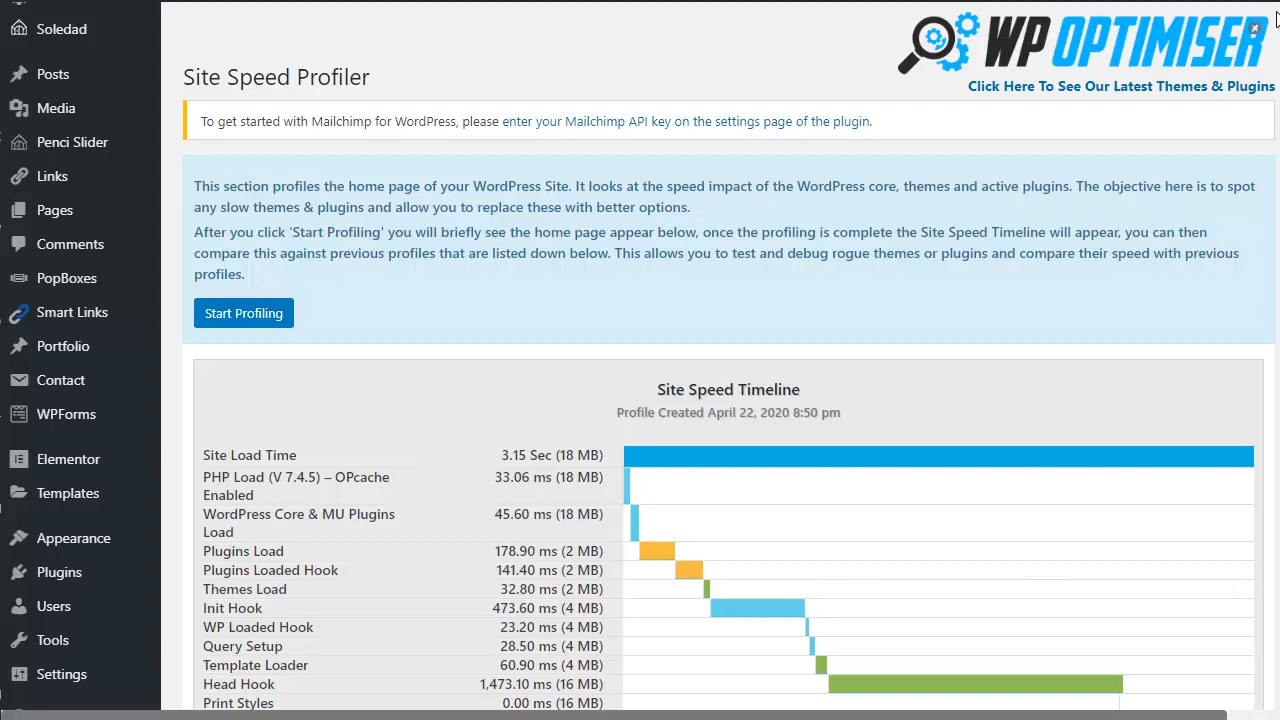 Soledad
Posts
Media
Penci Slider
Links
Pages
Comments
PopBoxes
Smart Links
Portfolio
Contact
WPForms
Elementor
Templates
Appearance
Plugins
Users
Tools
Settings
WP OPTIMISER
Click Here To See Our Latest Themes & Plugins
Site Speed Profiler
To get started with Mailchimp for WordPress, please enter your Mailchimp API key on the settings page of the plugin.
This section profiles the home page of your WordPress Site. It looks at the speed impact of the WordPress core, themes and active plugins. The objective here is to spot
any slow themes & plugins and allow you to replace these with better options.
After you click 'Start Profiling' you will briefly see the home page appear below, once the profiling is complete the Site Speed Timeline will appear, you can then
compare this against previous profiles that are listed down below. This allows you to test and debug rogue themes or plugins and compare their speed with previous
profiles.
Start Profiling
Site Speed Timeline
Profile Created April 22, 2020 8:50 pm
Site Load Time 3.15 Sec (18 MB)
PHP Load (V 7.4.5) – OPcache 33.06 ms (18 MB)
Enabled
WordPress Core & MU Plugins 45.60 ms (18 MB)
Load
Plugins Load 178.90 ms (2 MB)
Plugins Loaded Hook 141.40 ms (2 MB)
Themes Load 32.80 ms (2 MB)
Init Hook 473.60 ms (4 MB)
WP Loaded Hook 23.20 ms (4 MB)
Query Setup 28.50 ms (4 MB)
Template Loader 60.90 ms (4 MB)
Head Hook 1,473.10 ms (16 MB)
Print Styles 0.00 ms (16 MB)